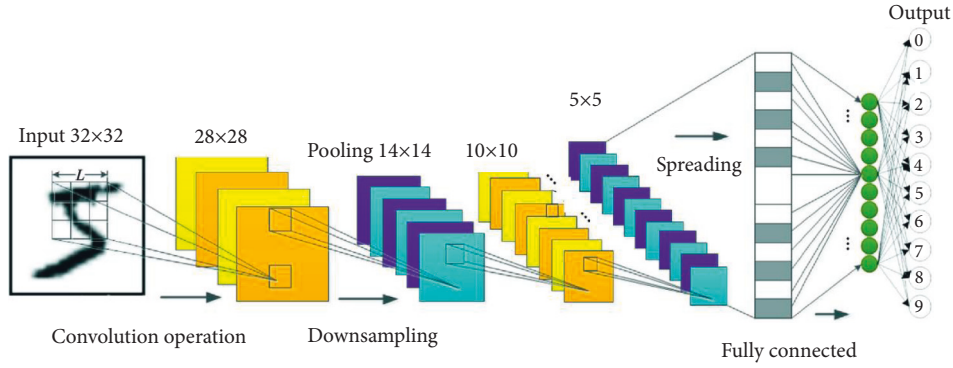 Output
0
1
2
3
4
5
6
7
8
9
5×5
Spreading
Input 32×32
28×28
Pooling 14×14
10×10
L
Convolution operation
Downsampling
Fully connected